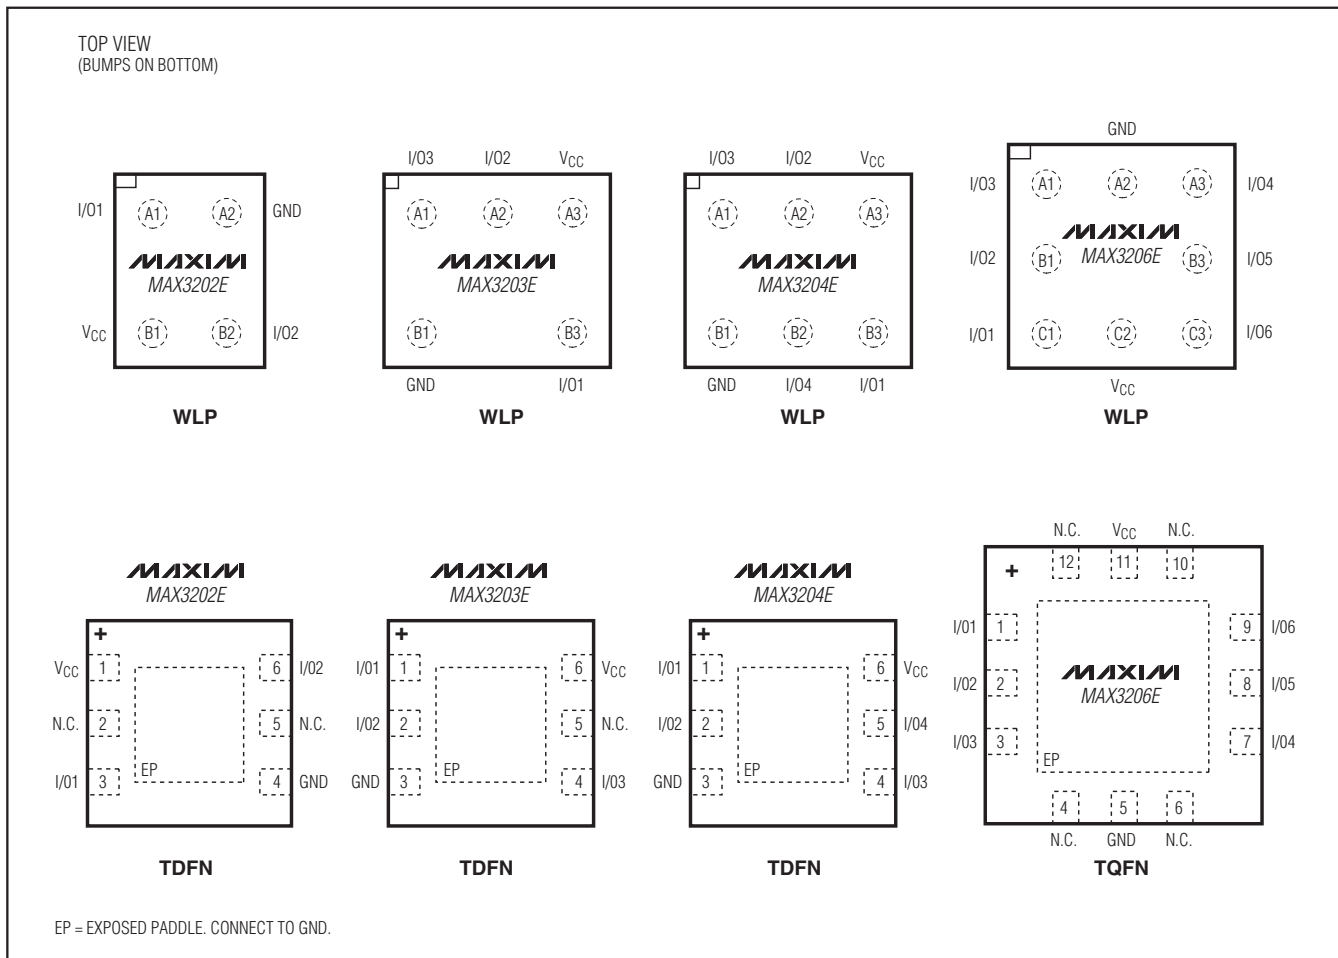 TOP VIEW
(BUMPS ON BOTTOM)
I/O1 A1 A2 GND
MAXIM
MAX3202E
VCC B1 B2 I/O2
WLP
I/O3 I/O2 VCC
A1 A2 A3
MAXIM
MAX3203E
B1 B3
GND I/O1
WLP
I/O3 I/O2 VCC
A1 A2 A3
MAXIM
MAX3204E
B1 B2 B3
GND I/O4 I/O1
WLP
GND
I/O3 A1 A2 A3 I/O4
MAXIM
MAX3206E
I/O2 B1 B3 I/O5
I/O1 C1 C2 C3 I/O6
VCC
WLP
MAXIM
MAX3202E
+
VCC 1 6 I/O2
N.C. 2 5 N.C.
I/O1 3 EP 4 GND
TDFN
MAXIM
MAX3203E
+
I/O1 1 6 VCC
I/O2 2 5 N.C.
GND 3 EP 4 I/O3
TDFN
MAXIM
MAX3204E
+
I/O1 1 6 VCC
I/O2 2 5 I/O4
GND 3 EP 4 I/O3
TDFN
N.C. VCC N.C.
+ 12 11 10
I/O1 1 9 I/O6
MAXIM
MAX3206E
I/O2 2 8 I/O5
I/O3 3 7 I/O4
EP
4 5 6
N.C. GND N.C.
TQFN
EP = EXPOSED PADDLE. CONNECT TO GND.